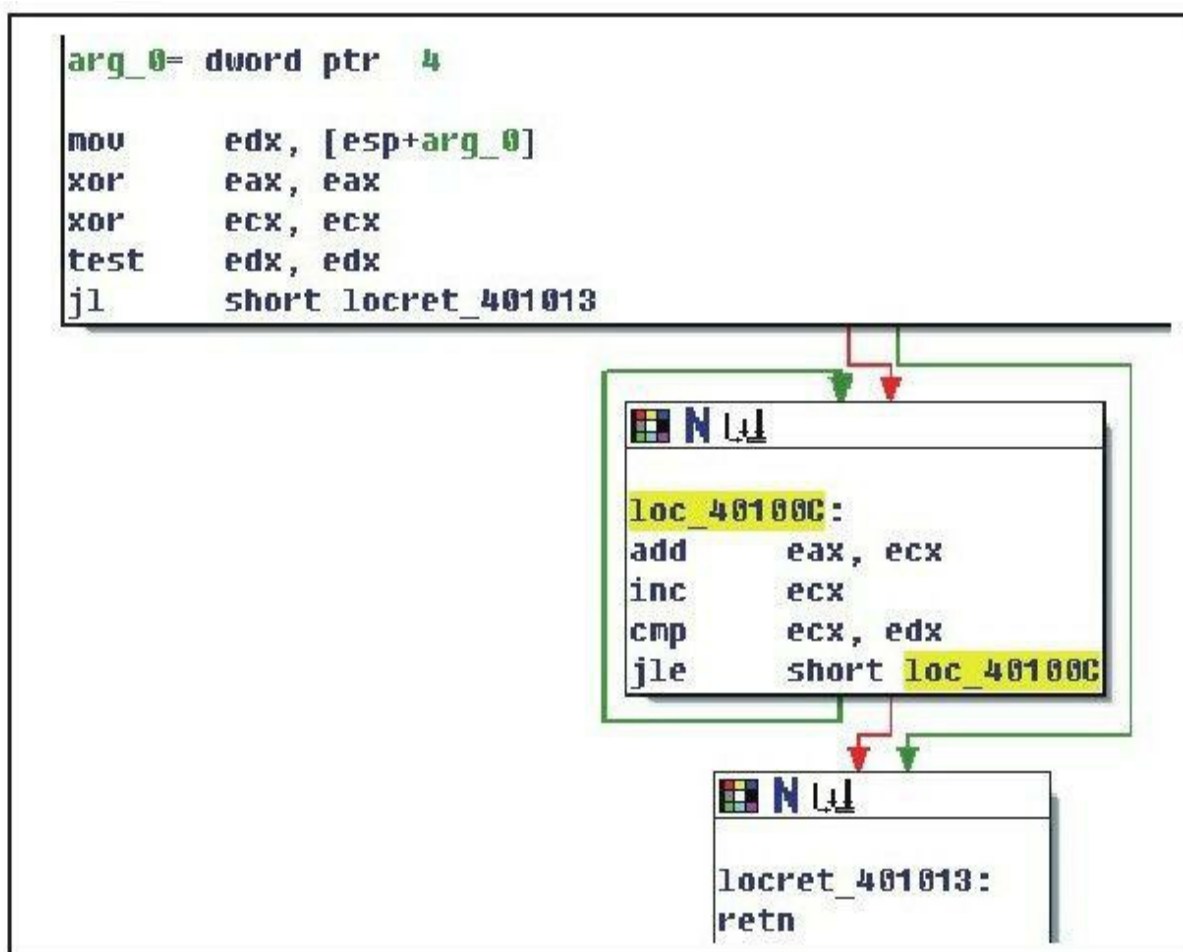 arg_0= dword ptr 4
mov edx, [esp+arg_0]
xor eax, eax
xor ecx, ecx
test edx, edx
jl short locret_401013
N
loc_40100C:
add eax, ecx
inc ecx
cmp ecx, edx
jle short loc_40100C
N
locret_401013:
retn